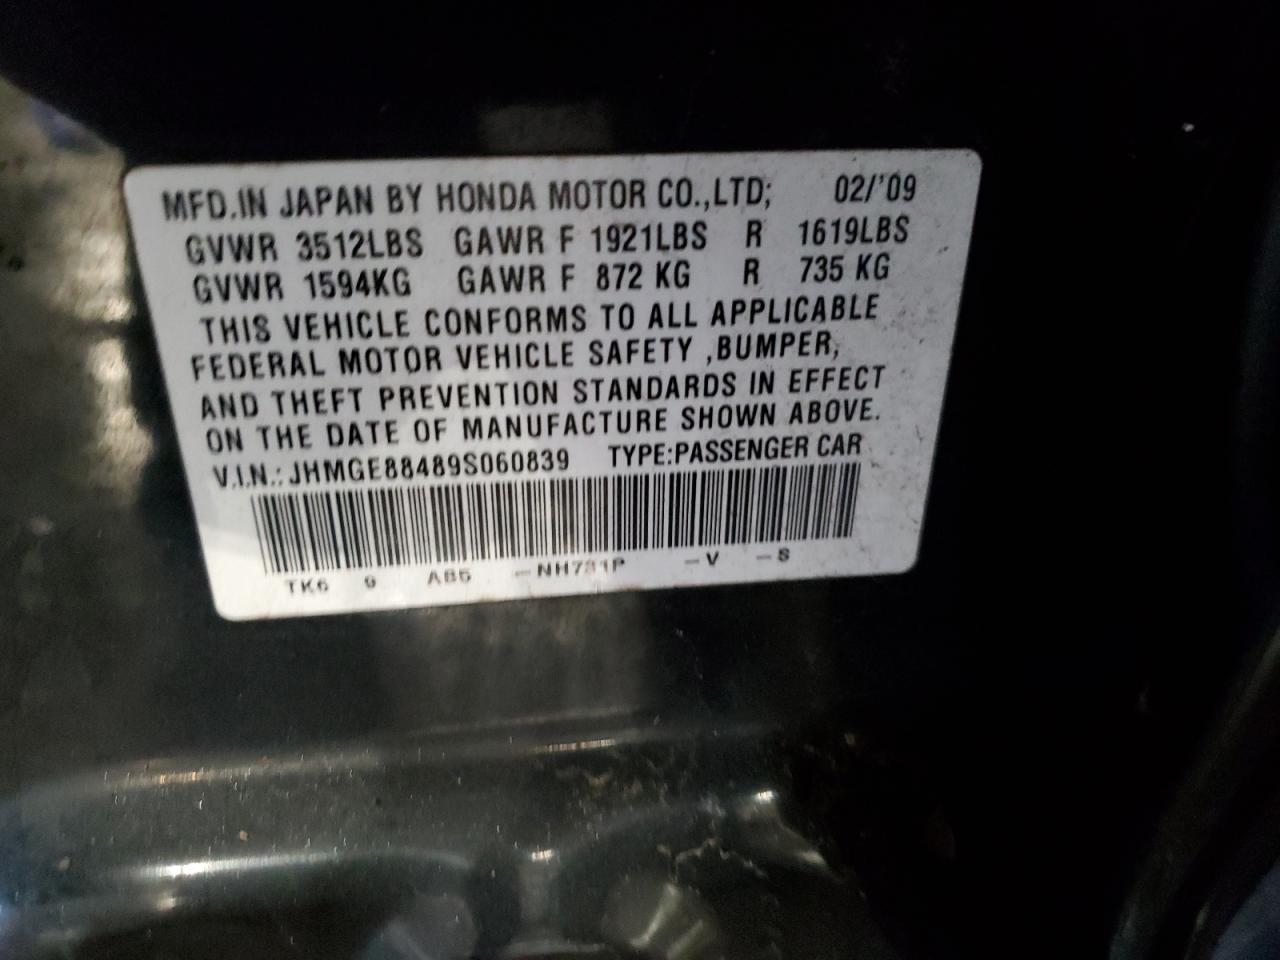 MFD.IN JAPAN BY HONDA MOTOR CO.,LTD; 02/'09
GVWR 3512LBS GAWR F 1921LBS R 1619LBS
GVWR 1594KG GAWR F 872 KG R 735 KG
THIS VEHICLE CONFORMS TO ALL APPLICABLE
FEDERAL MOTOR VEHICLE SAFETY ,BUMPER,
AND THEFT PREVENTION STANDARDS IN EFFECT
ON THE DATE OF MANUFACTURE SHOWN ABOVE.
V.I.N.: JHMGE88489S060839 TYPE:PASSENGER CAR
TK6 9 AB5 -NH731P -V -S